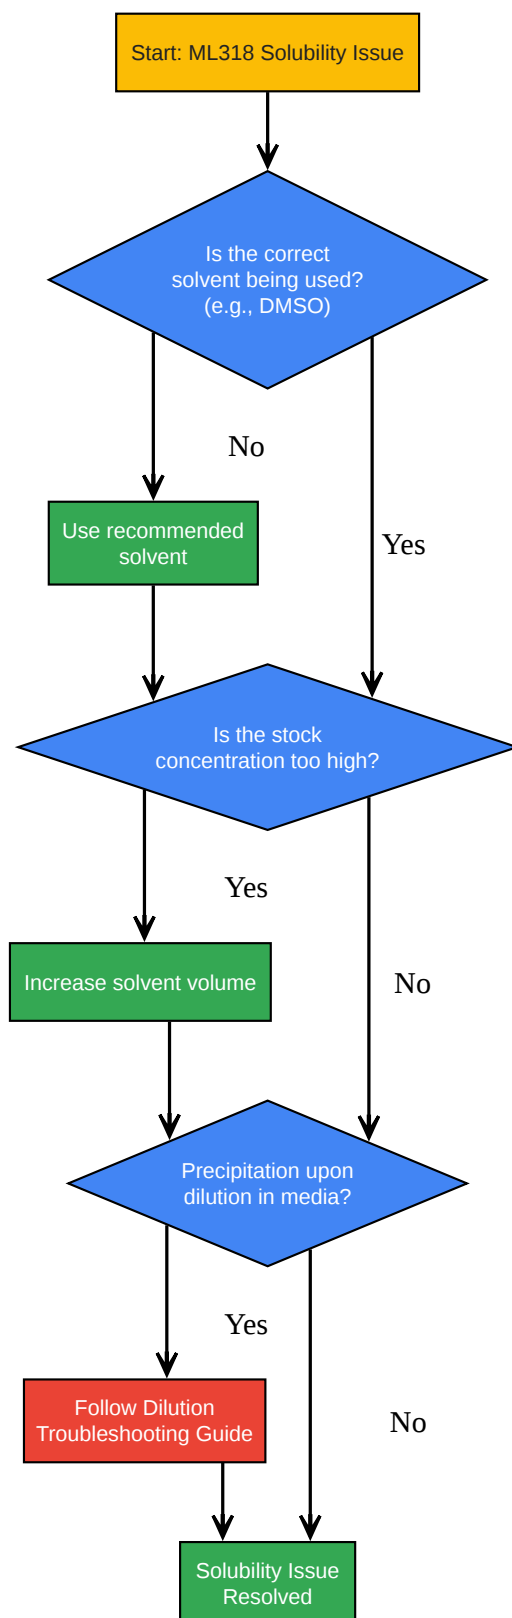 Start: ML318 Solubility Issue
Is the correct
solvent being used?
(e.g., DMSO)
No
Use recommended
solvent
Yes
Is the stock
concentration too high?
Yes
Increase solvent volume
No
Precipitation upon
dilution in media?
Yes
Follow Dilution
Troubleshooting Guide
No
Solubility Issue
Resolved